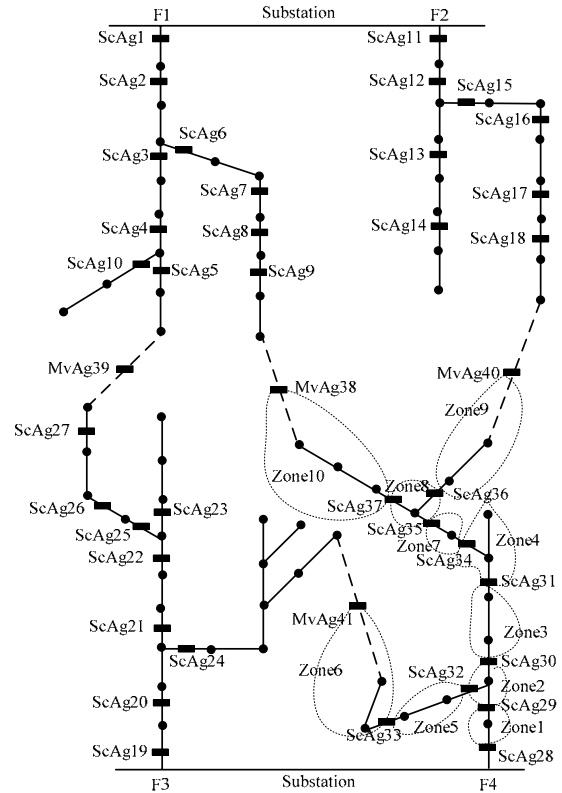 Substation
F1
F2
ScAg1
ScAg11
ScAg2
ScAg12
ScAg15
ScAg16
ScAg6
ScAg3
ScAg13
ScAg7
ScAg17
ScAg4
ScAg8
ScAg14
ScAg18
ScAg10
ScAg5
ScAg9
MvAg39
MvAg38
MvAg40
Zone9
ScAg27
Zone10
Zone8
ScAg36
ScAg37
ScAg26
ScAg23
ScAg25
ScAg35
Zone7
Zone4
ScAg34
ScAg22
ScAg31
MvAg41
ScAg21
Zone3
ScAg24
ScAg30
Zone6
ScAg32
Zone2
ScAg20
ScAg29
Zone5
Zone1
ScAg33
ScAg19
ScAg28
F3
Substation
F4